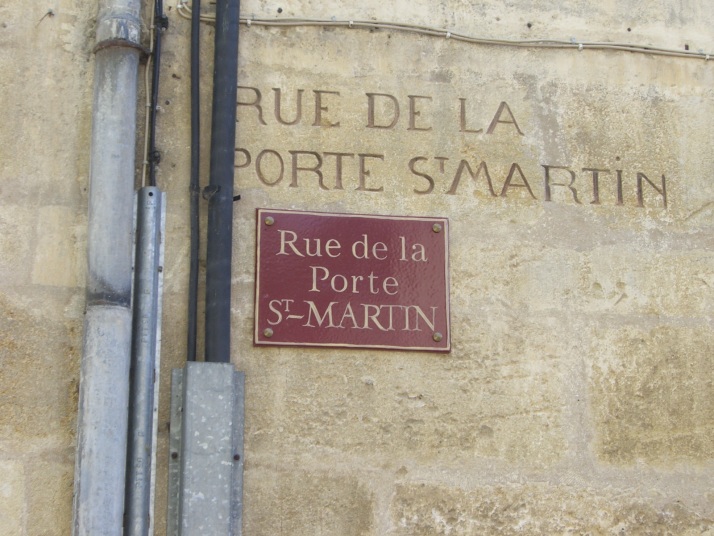 RUE DE LA
PORTE ST MARTIN
Rue de la
Porte
ST-MARTIN